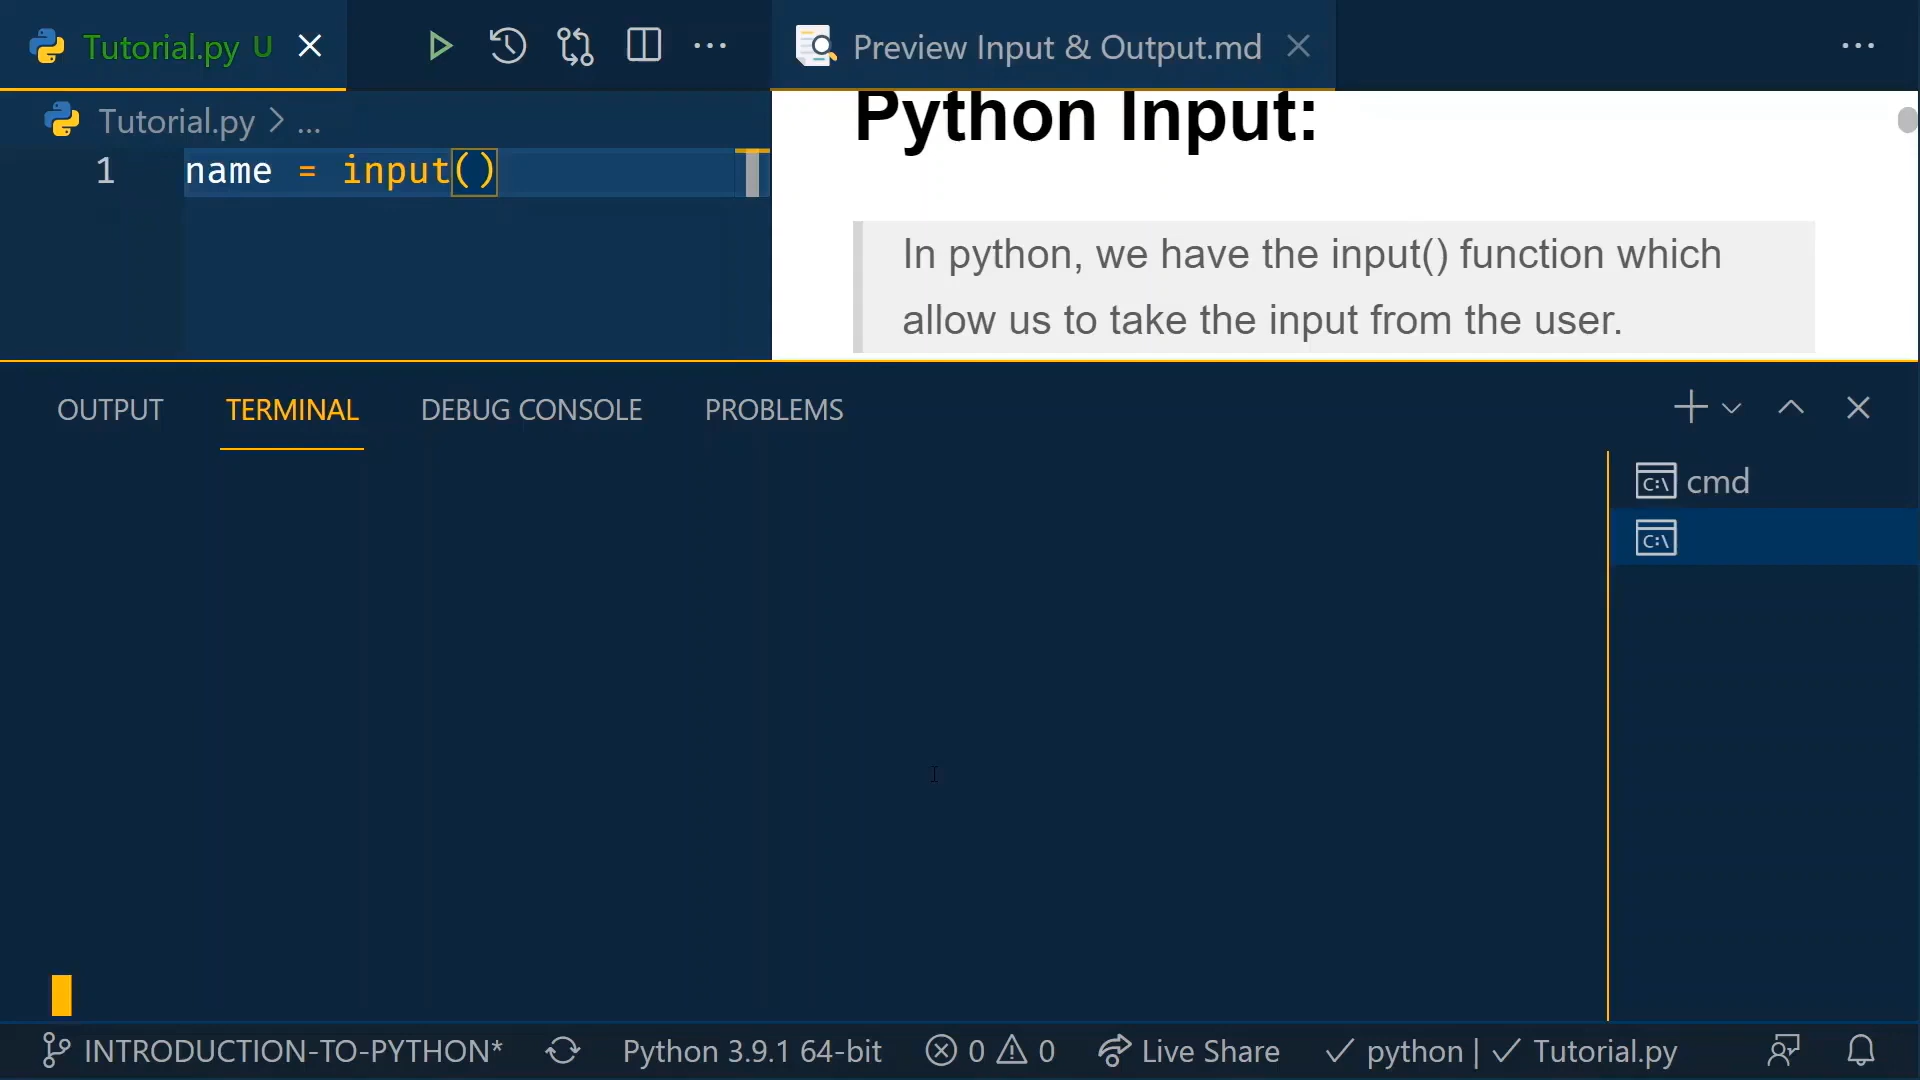 Tutorial.py U
Preview Input & Output.md
Tutorial.py > ...
1 name = input()
Python Input:
In python, we have the input() function which
allow us to take the input from the user.
OUTPUT TERMINAL DEBUG CONSOLE PROBLEMS
C:\ cmd
C:\
INTRODUCTION-TO-PYTHON* Python 3.9.1 64-bit 0 0 Live Share python | Tutorial.py